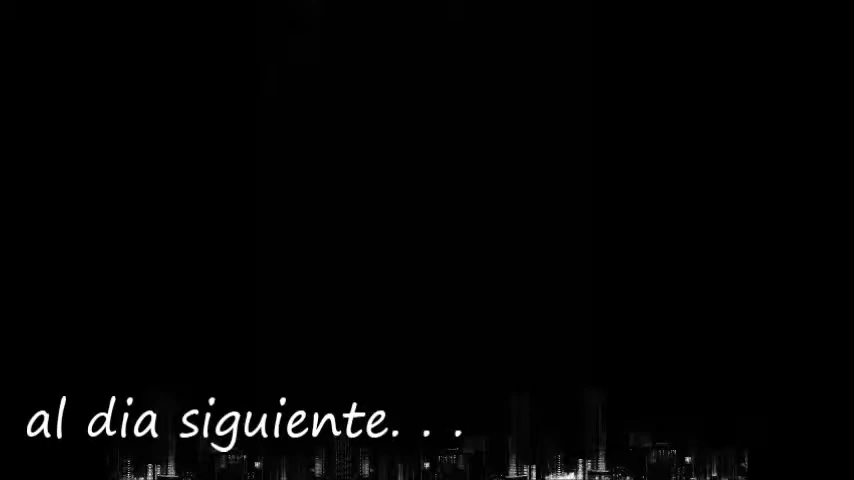 al dia siguiente. . .